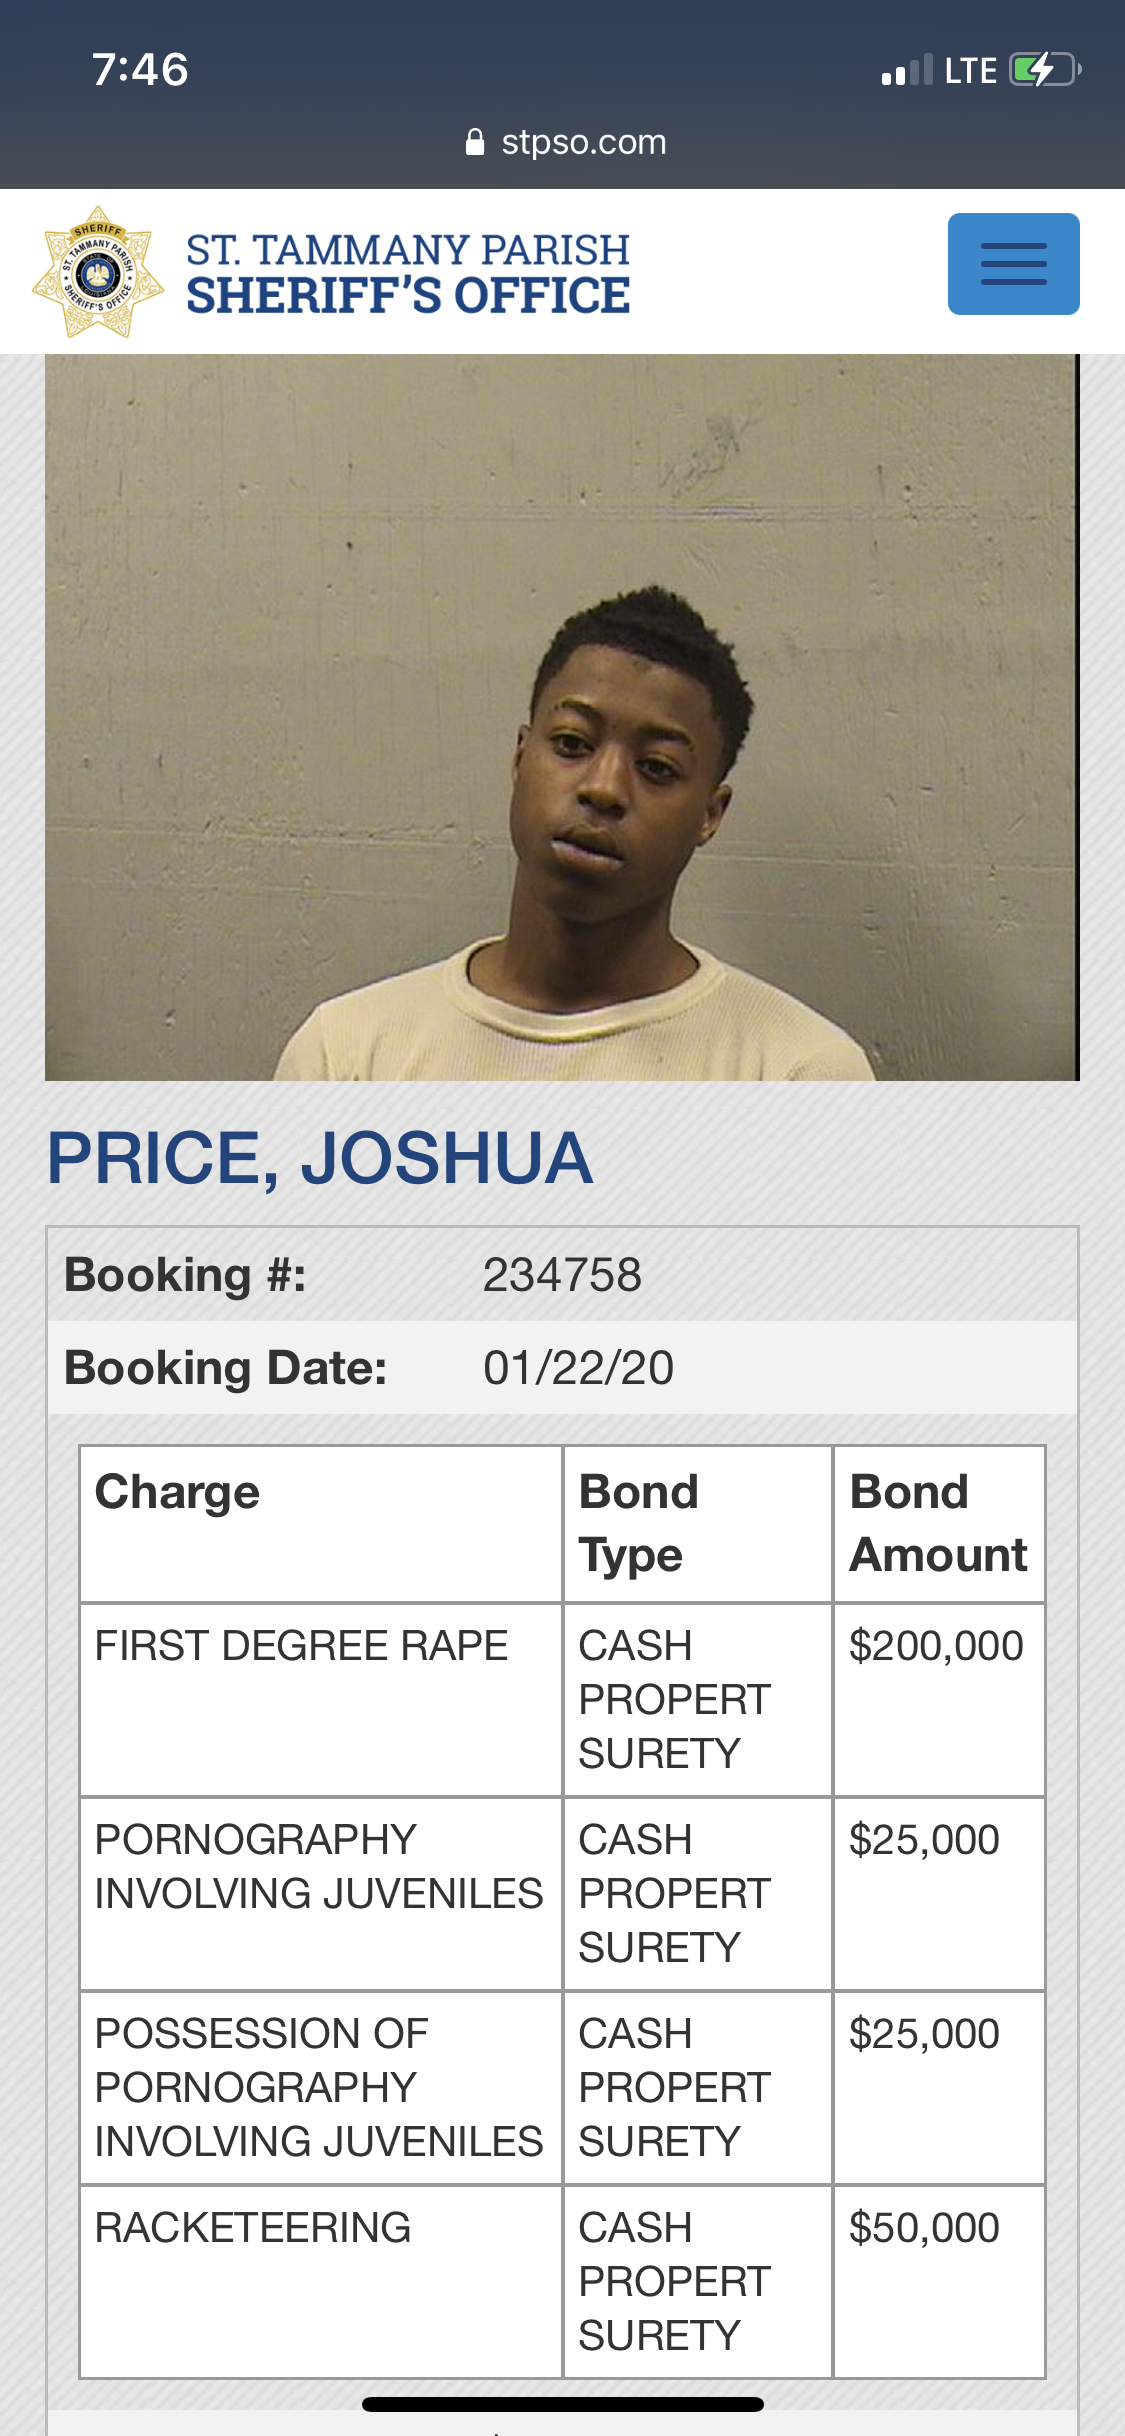 7:46
LTE
stpso.com
SHERIFF
ST. TAMMANY PARISH
SHERIFF'S OFFICE
ST. TAMMANY PARISH
SHERIFF'S OFFICE
PRICE, JOSHUA
Booking #: 234758
Booking Date: 01/22/20
Charge Bond Type Bond Amount
FIRST DEGREE RAPE CASH PROPERT SURETY $200,000
PORNOGRAPHY INVOLVING JUVENILES CASH PROPERT SURETY $25,000
POSSESSION OF PORNOGRAPHY INVOLVING JUVENILES CASH PROPERT SURETY $25,000
RACKETEERING CASH PROPERT SURETY $50,000